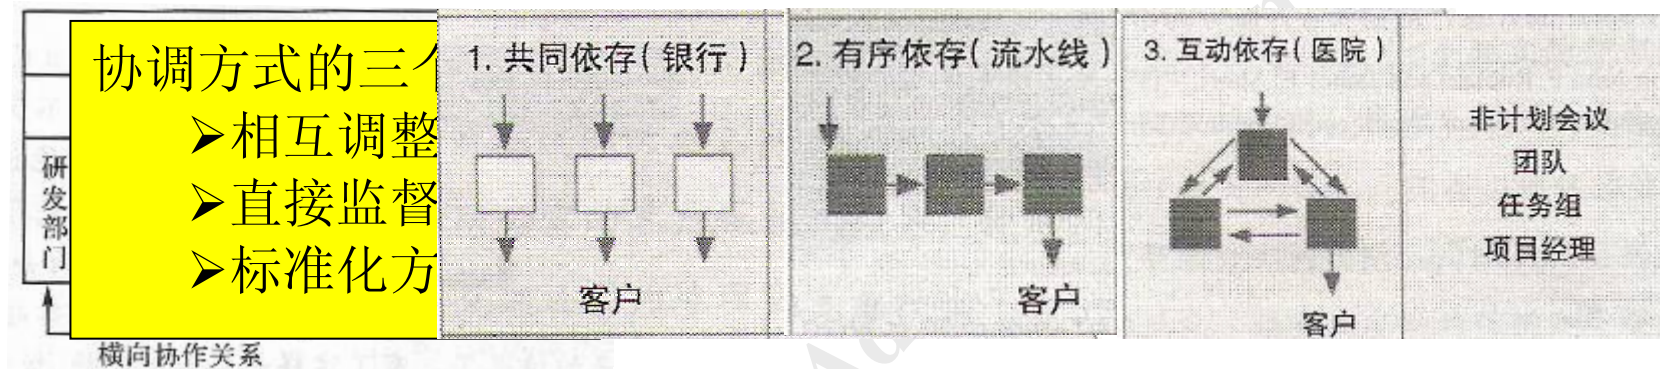 协调方式的三个
➢相互调整
➢直接监督
➢标准化方
研发部门
横向协作关系
1. 共同依存(银行)
客户
2. 有序依存(流水线)
客户
3. 互动依存(医院)
客户
非计划会议
团队
任务组
项目经理